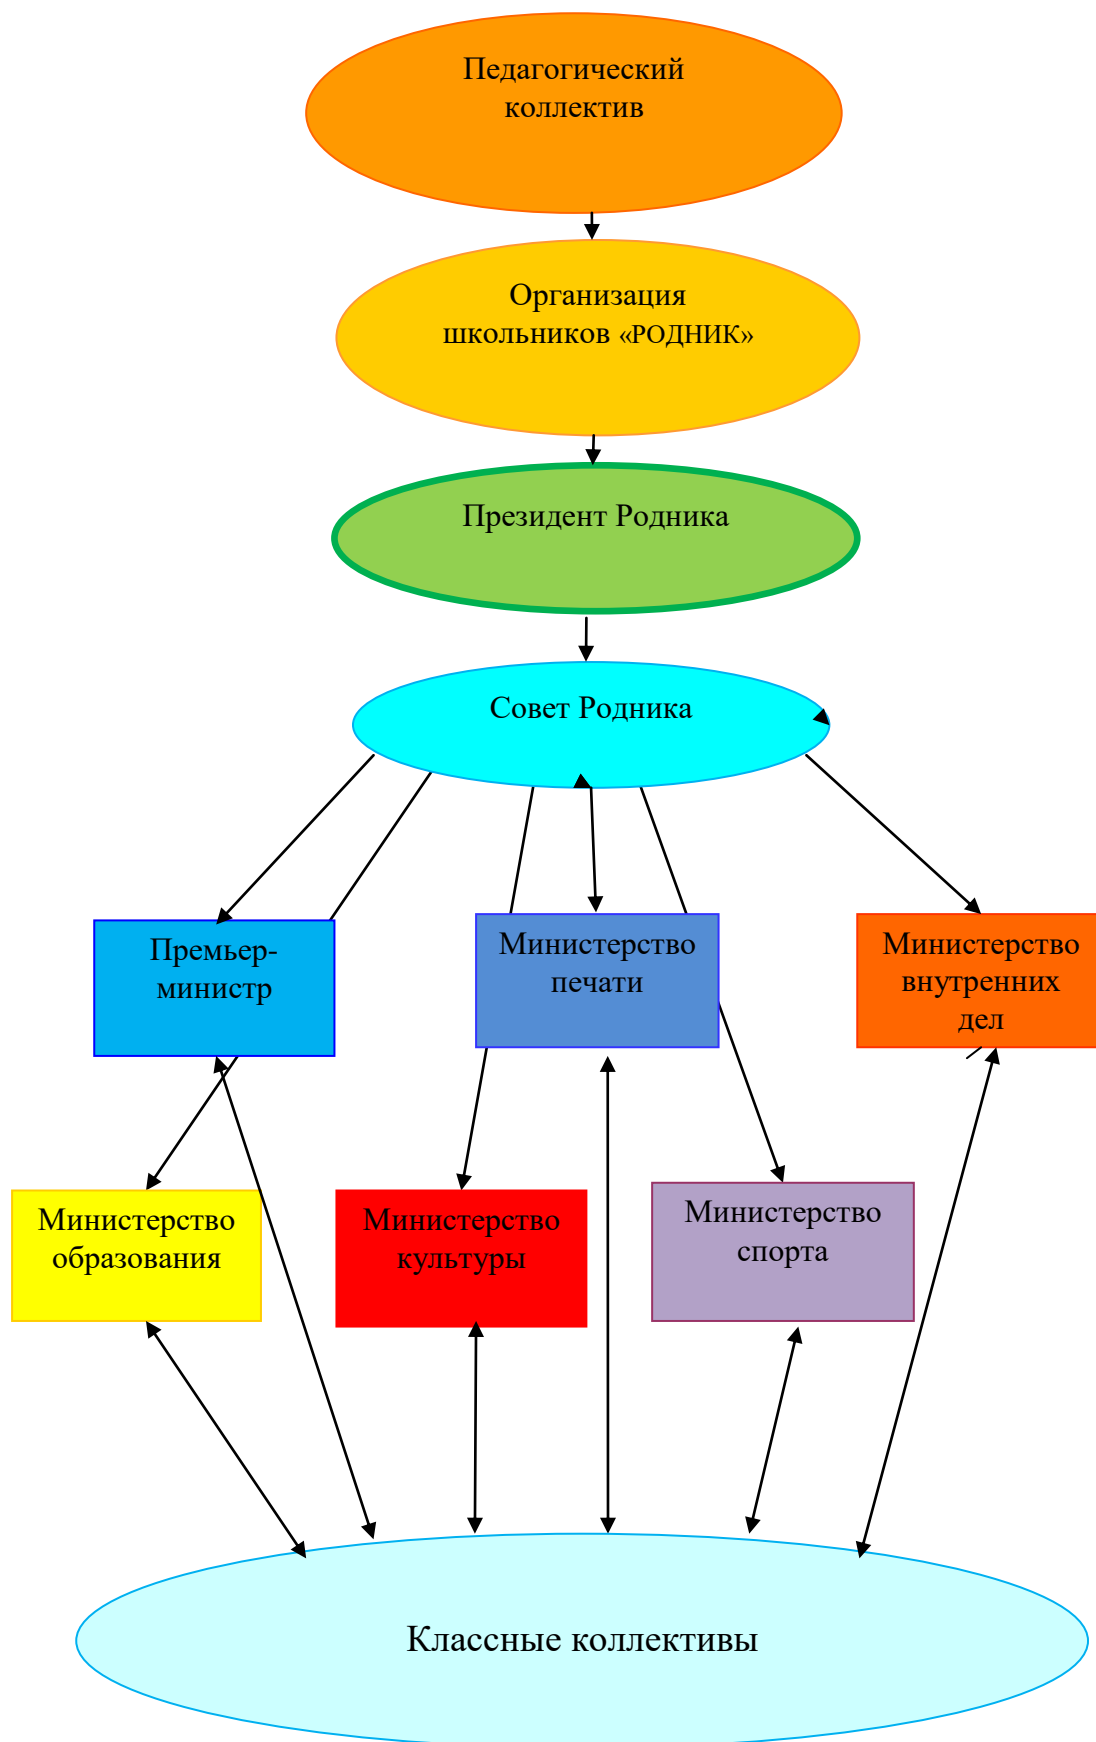 Педагогический
коллектив
Организация
школьников «РОДНИК»
Президент Родника
Совет Родника
Премьер-
министр
Министерство
печати
Министерство
внутренних
дел
Министерство
образования
Министерство
культуры
Министерство
спорта
Классные коллективы